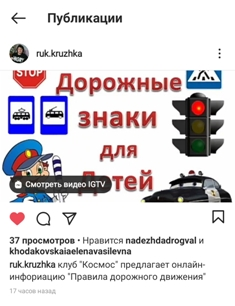 Публикации
ruk.kruzhka
STOP
Дорожные
знаки
для
Детей
Смотреть видео IGTV
37 просмотров • Нравится nadezhdadrogval и
khodakovskaiaelenavasilevna
ruk.kruzhka клуб "Космос" предлагает онлайн-
инфориацию "Правила дорожного движения"
17 часов назад